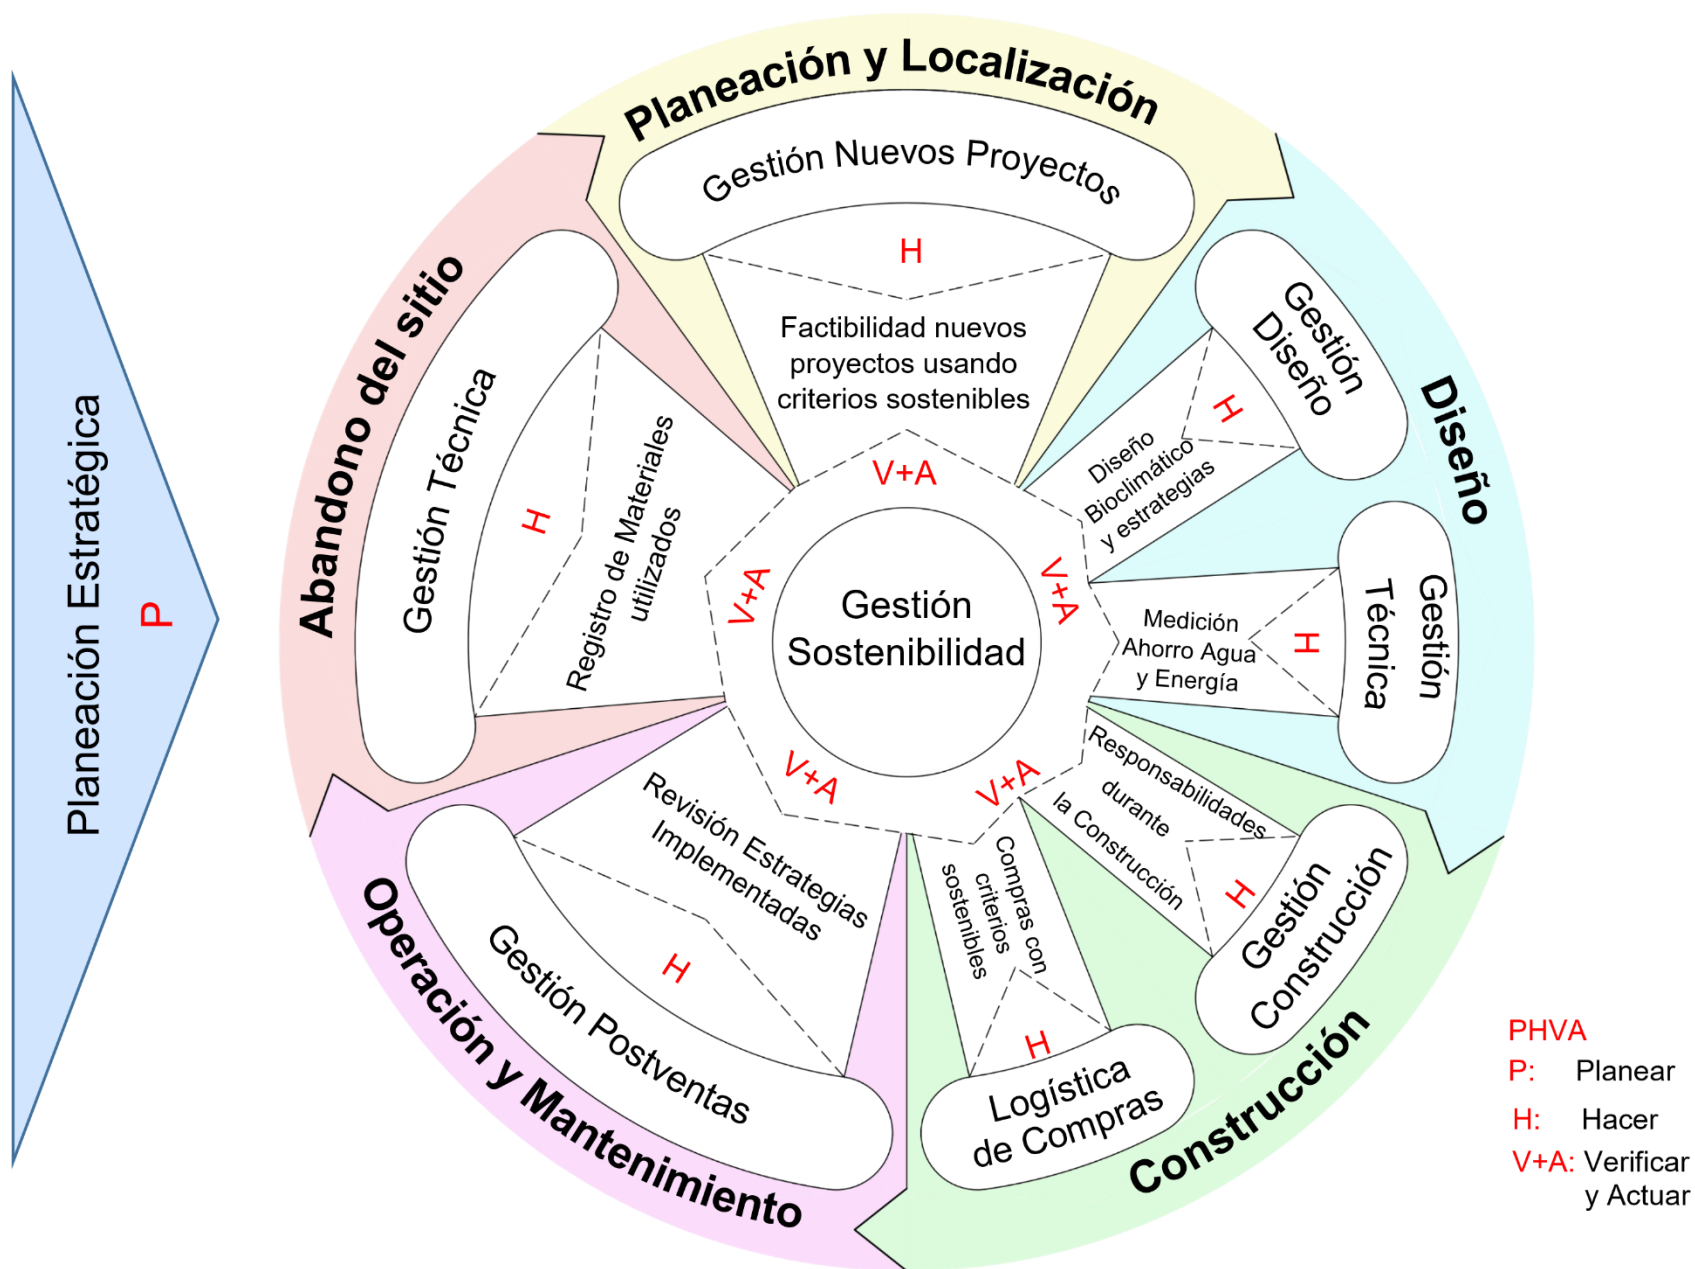 Planeación Estratégica
P
Planeación y Localización
Gestión Nuevos Proyectos
H
Factibilidad nuevos
proyectos usando
criterios sostenibles
V+A
Diseño
Gestión
Diseño
H
Diseño
Bioclimático
y estrategias
V+A
Gestión
Técnica
H
Medición
Ahorro Agua
y Energía
Construcción
Gestión
Construcción
H
Responsabilidades
durante
la Construcción
V+A
Logística
de Compras
H
Compras con
criterios
sostenibles
Operación y Mantenimiento
Gestión Postventas
H
Revisión Estrategias
Implementadas
V+A
Abandono del sitio
Gestión Técnica
H
Registro de Materiales
utilizados
V+A
Gestión
Sostenibilidad
PHVA
P: Planear
H: Hacer
V+A: Verificar
y Actuar